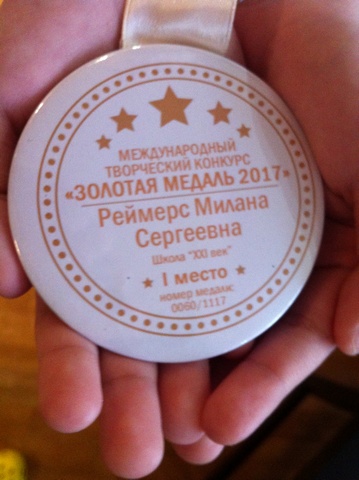 МЕЖДУНАРОДНЫЙ
ТВОРЧЕСКИЙ КОНКУРС
«ЗОЛОТАЯ МЕДАЛЬ 2017»
Реймерс Милана
Сергеевна
Школа "XXI век"
I место
номер медали:
0060/1117